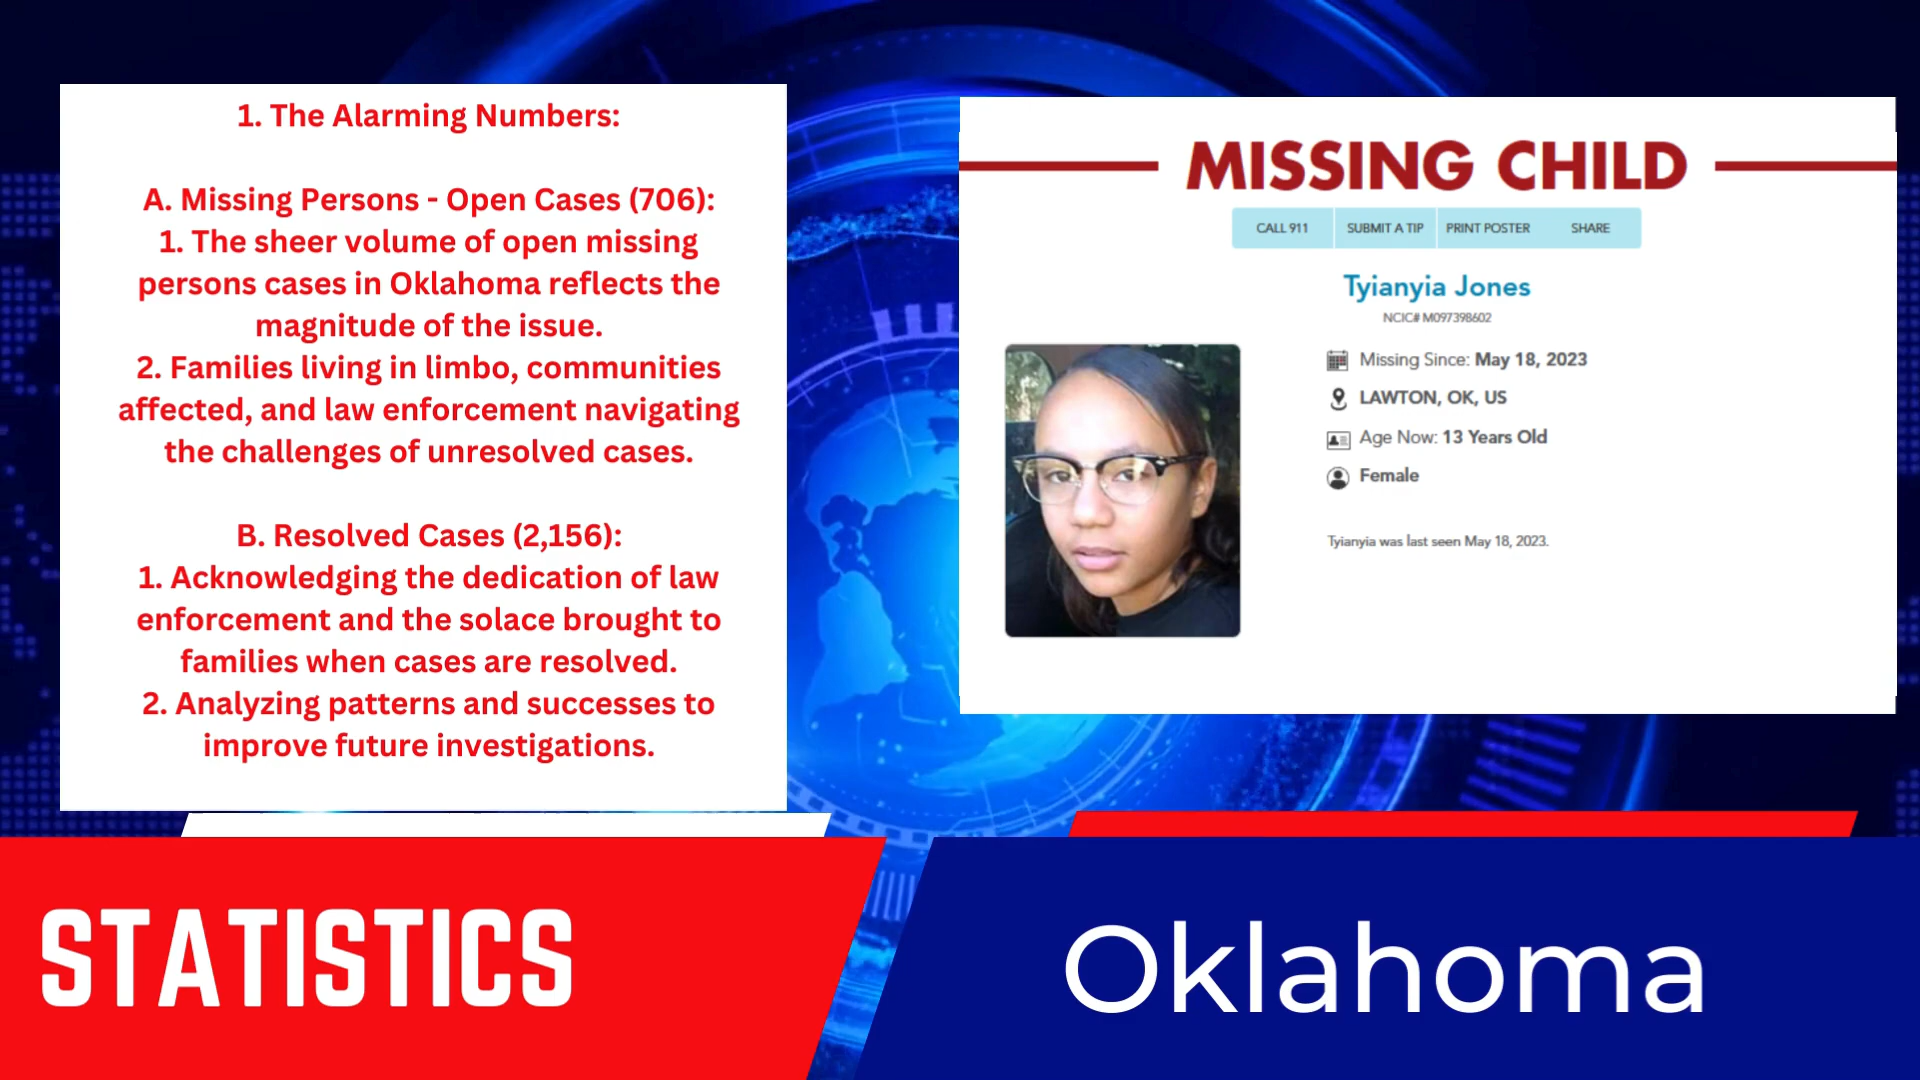 1. The Alarming Numbers:
A. Missing Persons - Open Cases (706):
1. The sheer volume of open missing
persons cases in Oklahoma reflects the
magnitude of the issue.
2. Families living in limbo, communities
affected, and law enforcement navigating
the challenges of unresolved cases.
B. Resolved Cases (2,156):
1. Acknowledging the dedication of law
enforcement and the solace brought to
families when cases are resolved.
2. Analyzing patterns and successes to
improve future investigations.
MISSING CHILD
CALL 911 SUBMIT A TIP PRINT POSTER SHARE
Tyianyia Jones
NCIC# M097398602
Missing Since: May 18, 2023
LAWTON, OK, US
Age Now: 13 Years Old
Female
Tyianyia was last seen May 18, 2023.
STATISTICS
Oklahoma